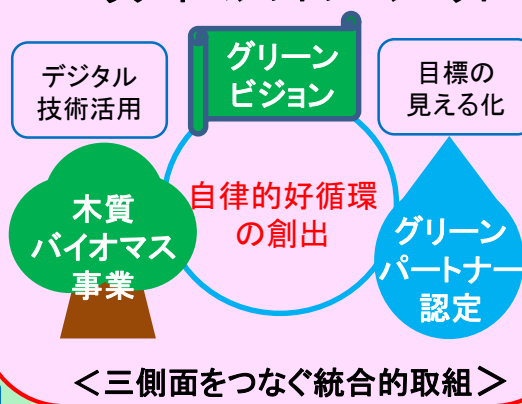 グリーン
ビジョン
デジタル
技術活用
目標の
見える化
自律的好循環
の創出
木質
バイオマス
事業
グリーン
パートナー
認定
＜三側面をつなぐ統合的取組＞